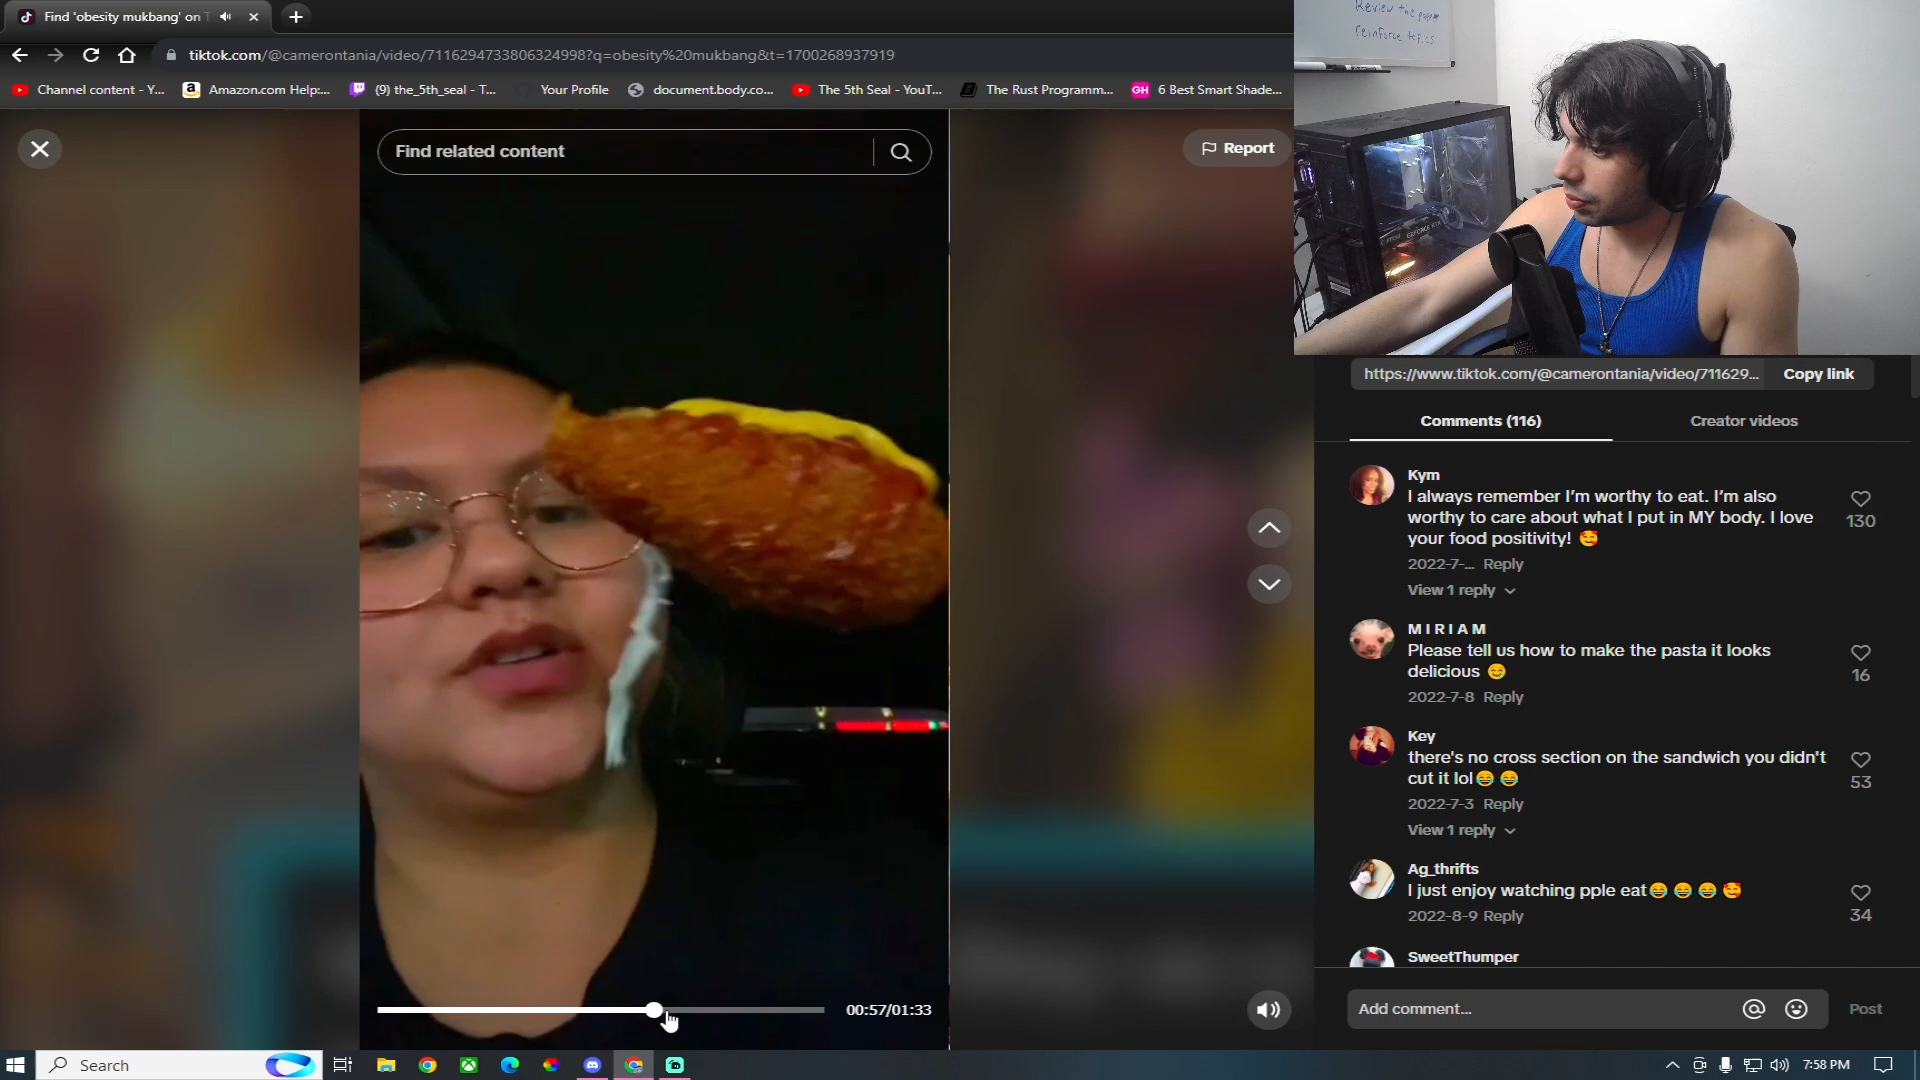 Find 'obesity mukbang' on T
tiktok.com/@camerontania/video/7116294733806324998?q=obesity%20mukbang&t=1700268937919
Channel content - Y...
Amazon.com Help:...
(9) the_5th_seal - T...
Your Profile
document.body.co...
The 5th Seal - YouT...
The Rust Programm...
GH
6 Best Smart Shade...
Review the
reinforce topics
GEFORCE RTX
Find related content
Report
https://www.tiktok.com/@camerontania/video/711629...
Copy link
Comments (116)
Creator videos
Kym
I always remember I'm worthy to eat. I'm also
worthy to care about what I put in MY body. I love
your food positivity! 🥰
130
2022-7-... Reply
View 1 reply
M I R I A M
Please tell us how to make the pasta it looks
delicious 😊
16
2022-7-8 Reply
Key
there's no cross section on the sandwich you didn't
cut it lol😂 😂
53
2022-7-3 Reply
View 1 reply
Ag_thrifts
I just enjoy watching pple eat😂 😂 😂 🥰
34
2022-8-9 Reply
SweetThumper
00:57/01:33
Add comment...
Post
Search
7:58 PM